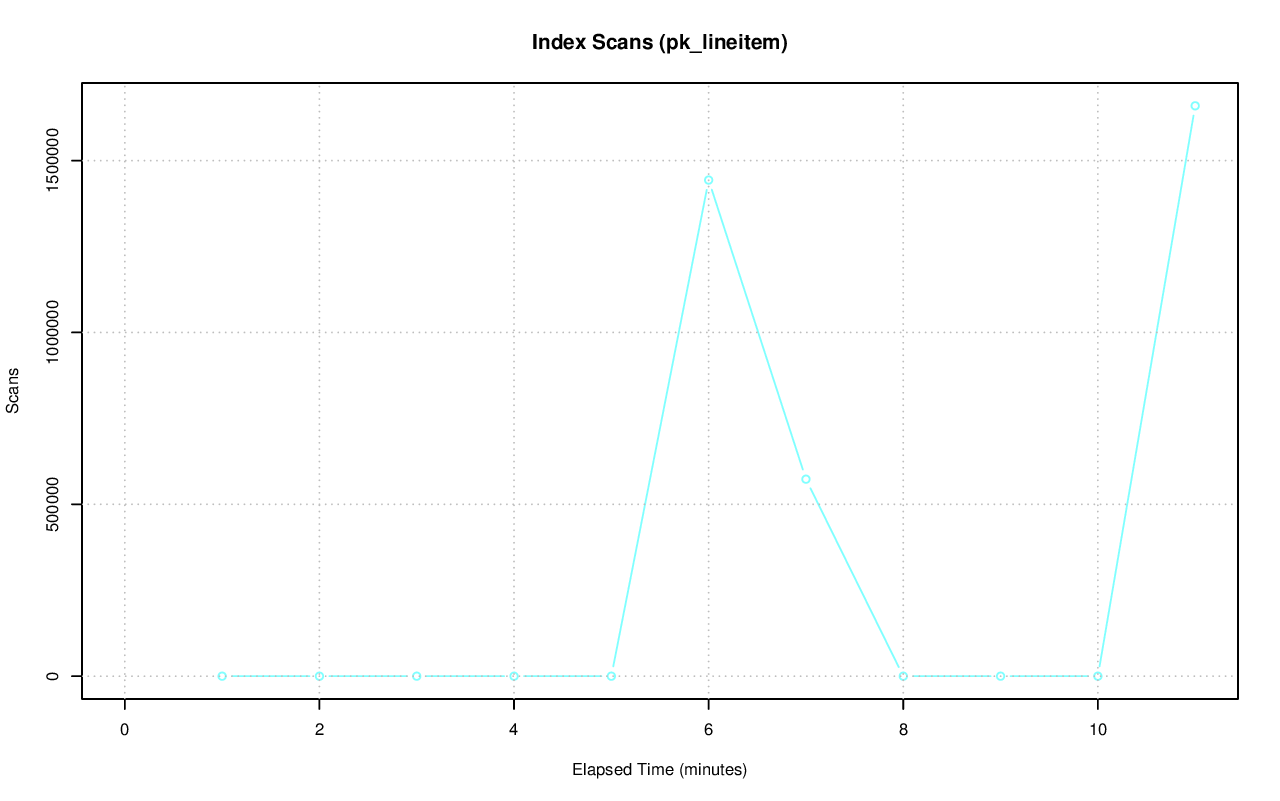 Index Scans (pk_lineitem)
1500000
1000000
500000
0
Scans
0 2 4 6 8 10
Elapsed Time (minutes)